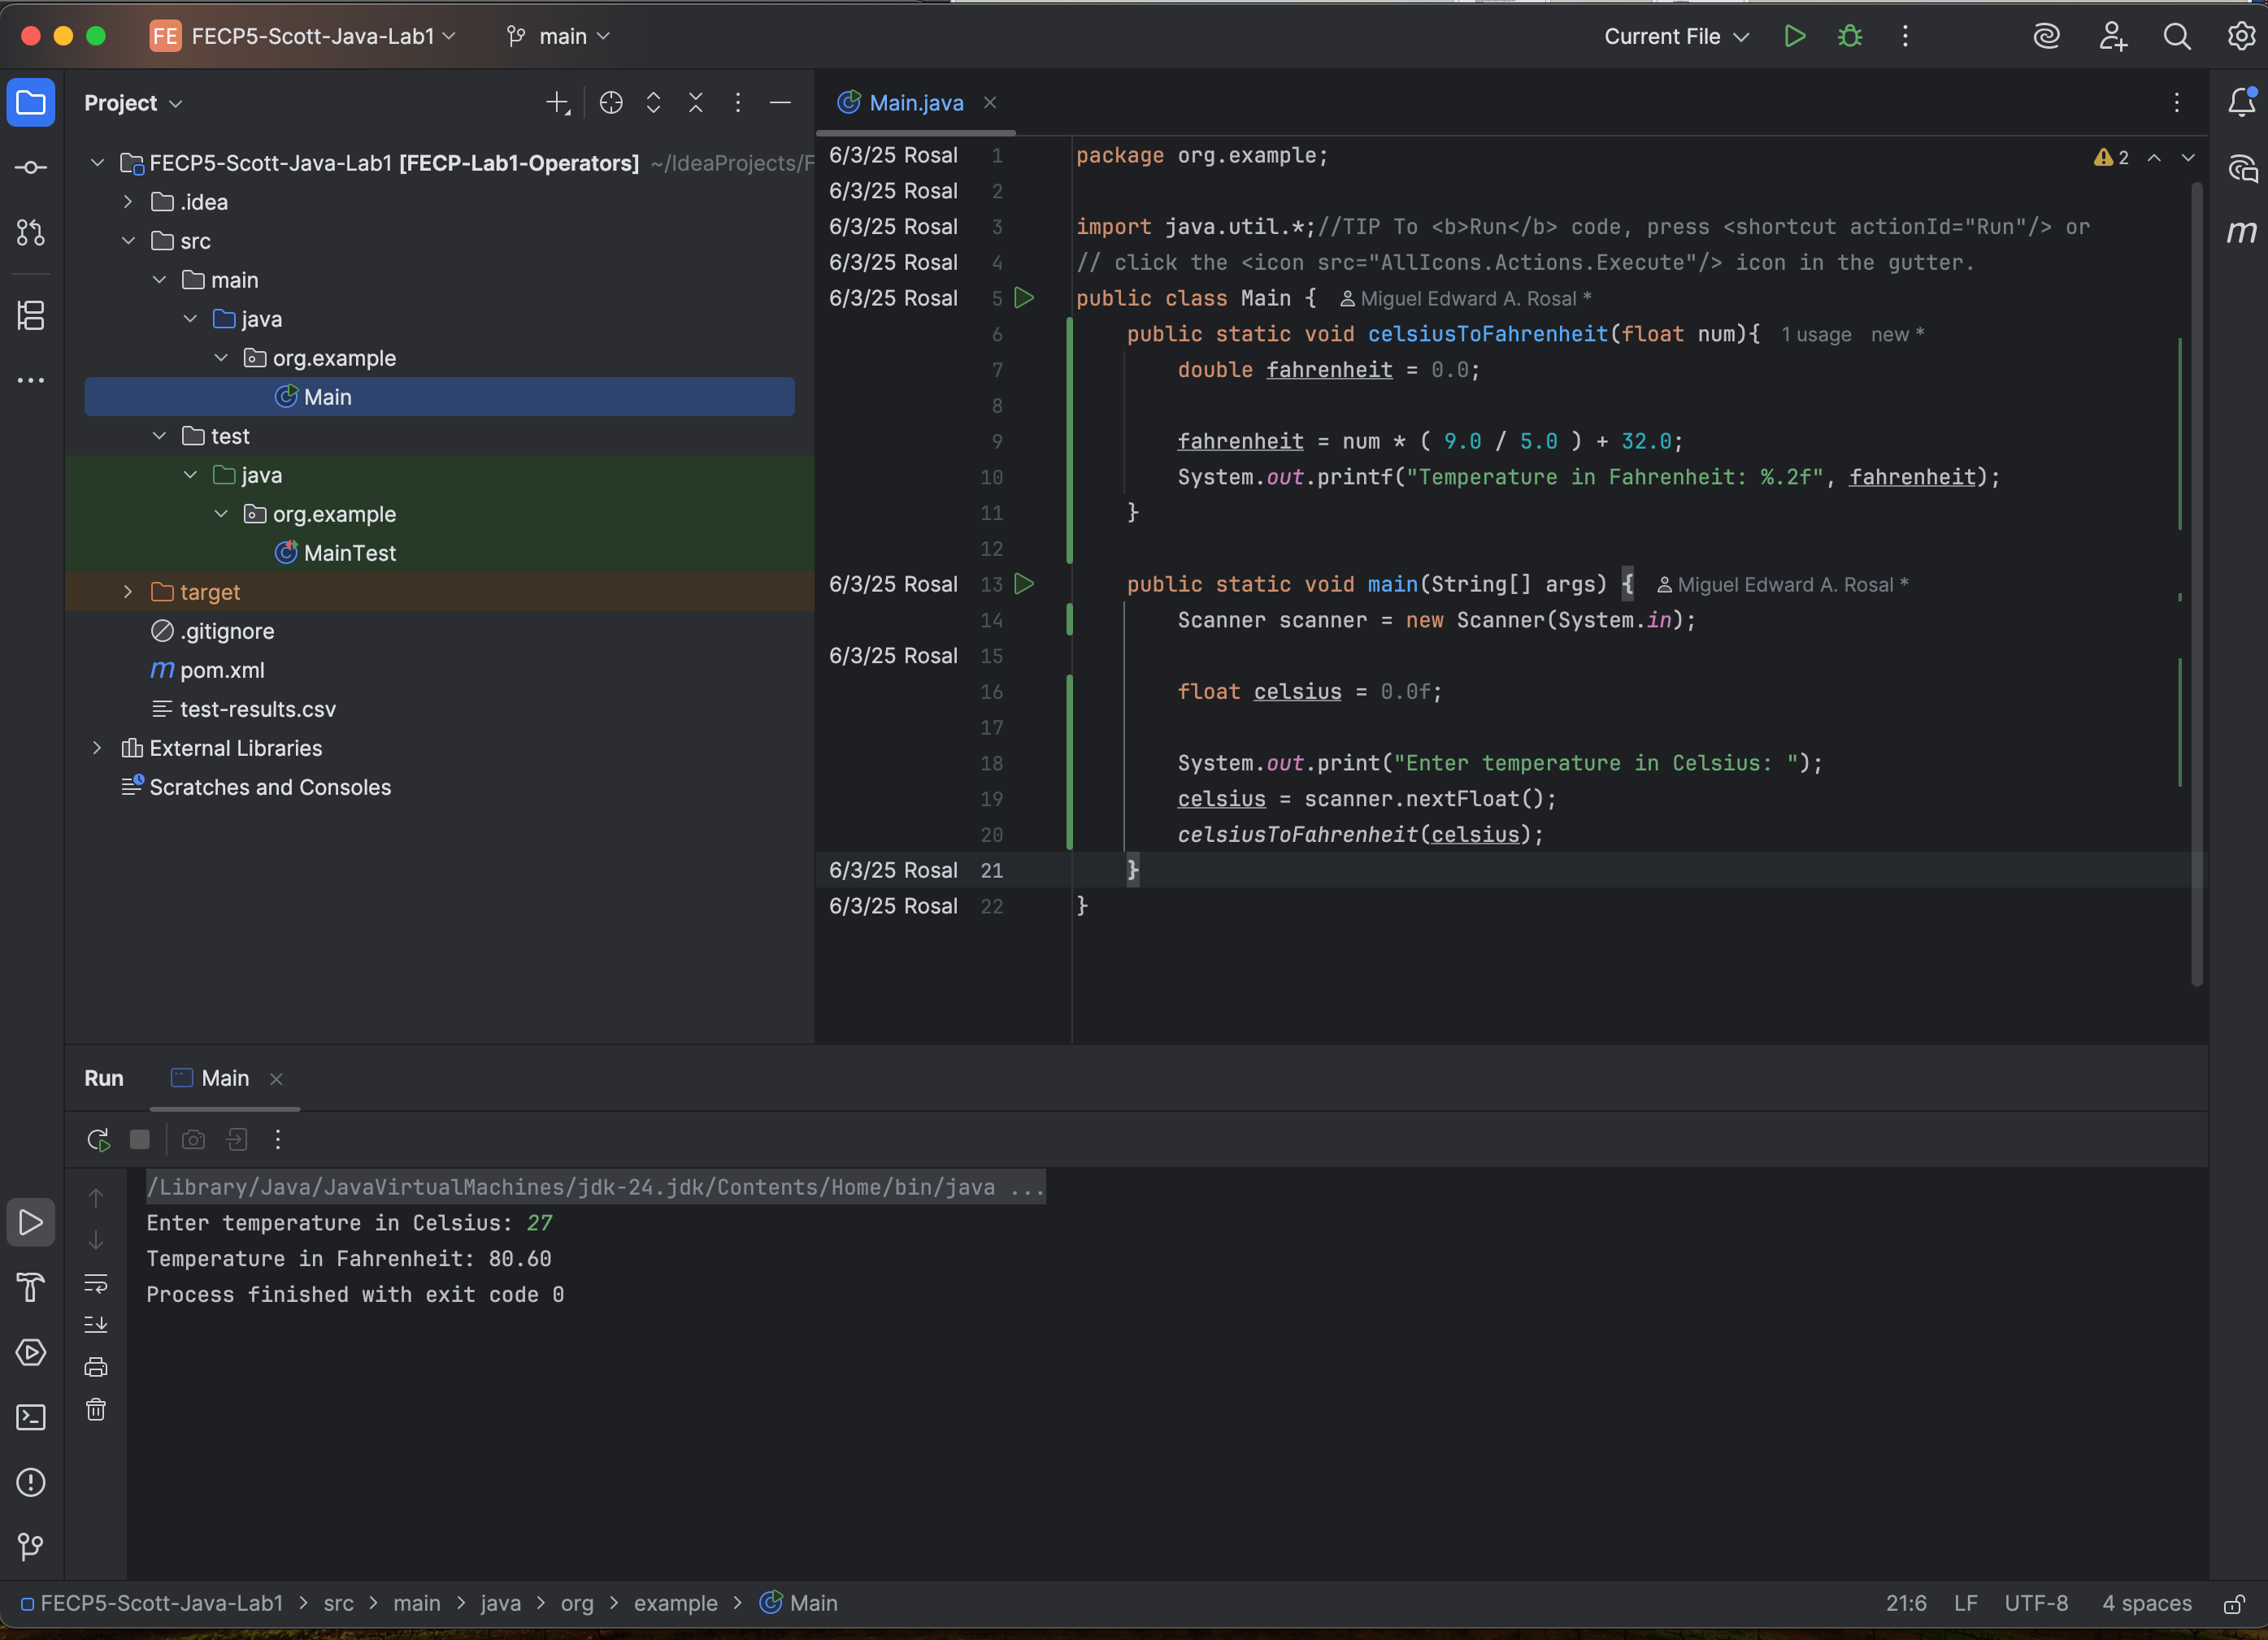 FE FECP5-Scott-Java-Lab1 main Current File
Project
FECP5-Scott-Java-Lab1 [FECP-Lab1-Operators] ~/IdeaProjects/F
.idea
src
main
java
org.example
Main
test
java
org.example
MainTest
target
.gitignore
m pom.xml
test-results.csv
External Libraries
Scratches and Consoles
Main.java
6/3/25 Rosal 1 package org.example; 2
6/3/25 Rosal 2
6/3/25 Rosal 3 import java.util.*;//TIP To <b>Run</b> code, press <shortcut actionId="Run"/> or
6/3/25 Rosal 4 // click the <icon src="AllIcons.Actions.Execute"/> icon in the gutter.
6/3/25 Rosal 5 public class Main { Miguel Edward A. Rosal *
6 public static void celsiusToFahrenheit(float num){ 1 usage new *
7 double fahrenheit = 0.0;
8
9 fahrenheit = num * ( 9.0 / 5.0 ) + 32.0;
10 System.out.printf("Temperature in Fahrenheit: %.2f", fahrenheit);
11 }
12
6/3/25 Rosal 13 public static void main(String[] args) { Miguel Edward A. Rosal *
14 Scanner scanner = new Scanner(System.in);
6/3/25 Rosal 15
16 float celsius = 0.0f;
17
18 System.out.print("Enter temperature in Celsius: ");
19 celsius = scanner.nextFloat();
20 celsiusToFahrenheit(celsius);
6/3/25 Rosal 21 }
6/3/25 Rosal 22 }
m
Run Main
/Library/Java/JavaVirtualMachines/jdk-24.jdk/Contents/Home/bin/java ...
Enter temperature in Celsius: 27
Temperature in Fahrenheit: 80.60
Process finished with exit code 0
FECP5-Scott-Java-Lab1 > src > main > java > org > example > Main 21:6 LF UTF-8 4 spaces